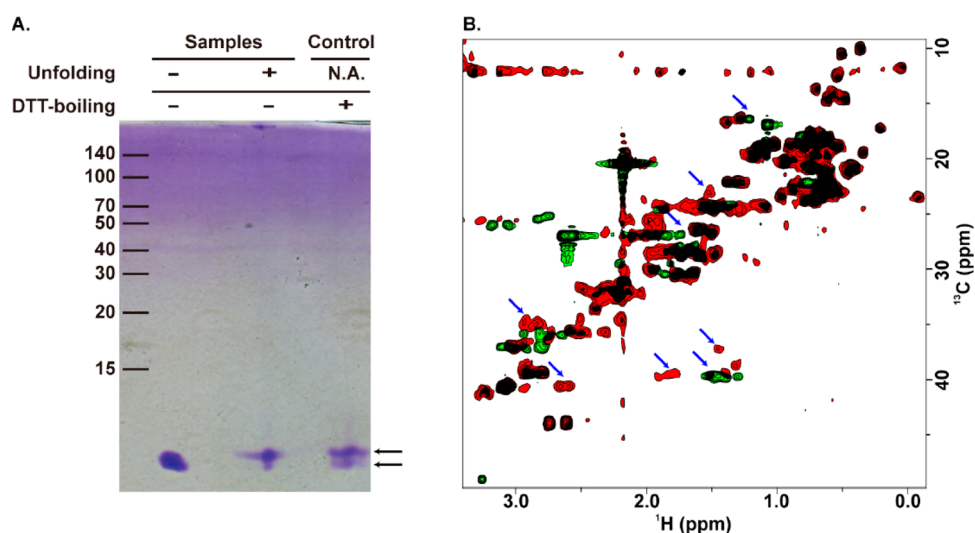 A.
Samples Control
Unfolding – + N.A.
DTT-boiling – – +
140
100
70
50
40
30
20
15
B.
10
20
30
40
¹³C (ppm)
3.0 2.0 1.0 0.0
¹H (ppm)